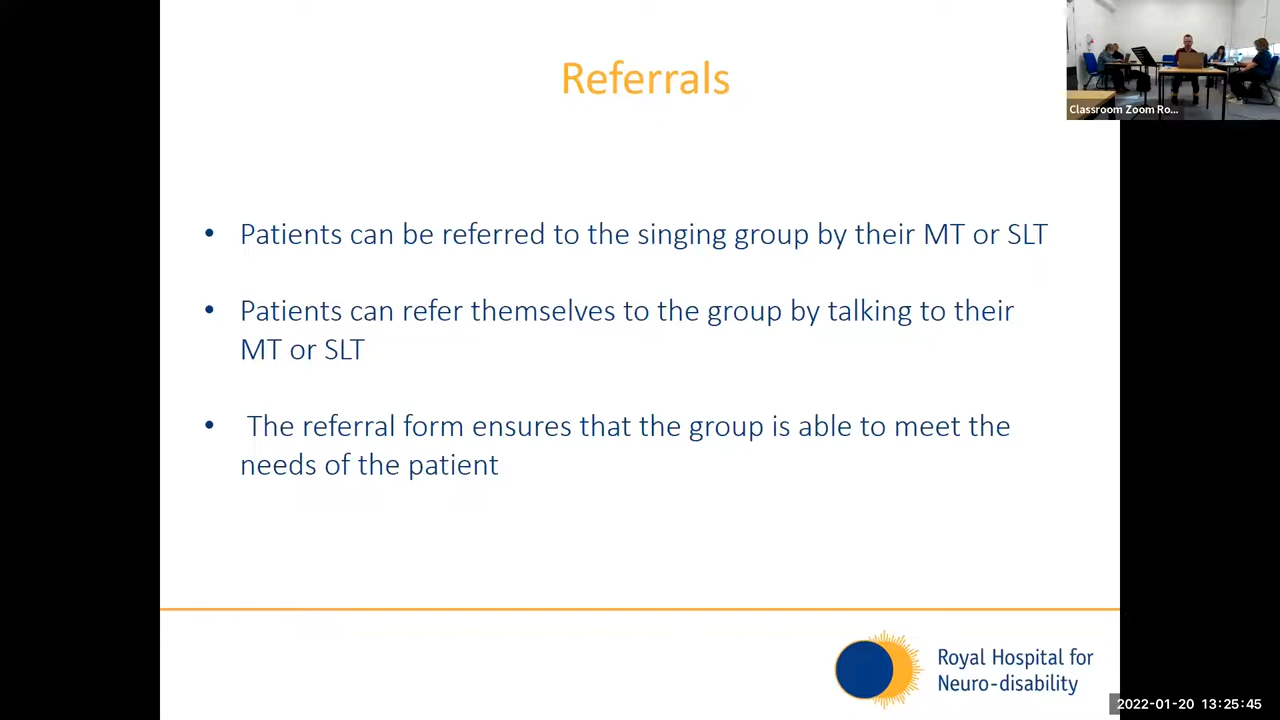 Referrals
Classroom Zoom Ro...
• Patients can be referred to the singing group by their MT or SLT
• Patients can refer themselves to the group by talking to their
MT or SLT
• The referral form ensures that the group is able to meet the
needs of the patient
Royal Hospital for
Neuro-disability
2022-01-20 13:25:45